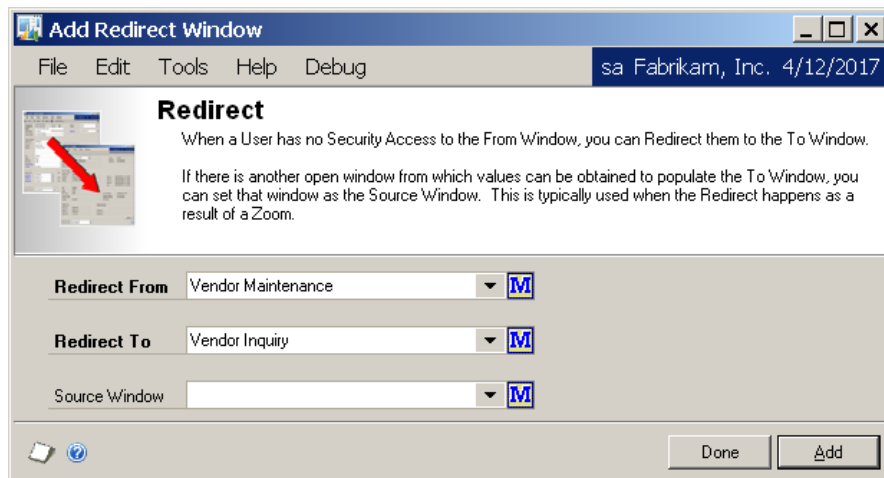 Add Redirect Window
File Edit Tools Help Debug sa Fabrikam, Inc. 4/12/2017
Redirect
When a User has no Security Access to the From Window, you can Redirect them to the To Window.
If there is another open window from which values can be obtained to populate the To Window, you
can set that window as the Source Window. This is typically used when the Redirect happens as a
result of a Zoom.
Redirect From Vendor Maintenance M
Redirect To Vendor Inquiry M
Source Window M
Done Add